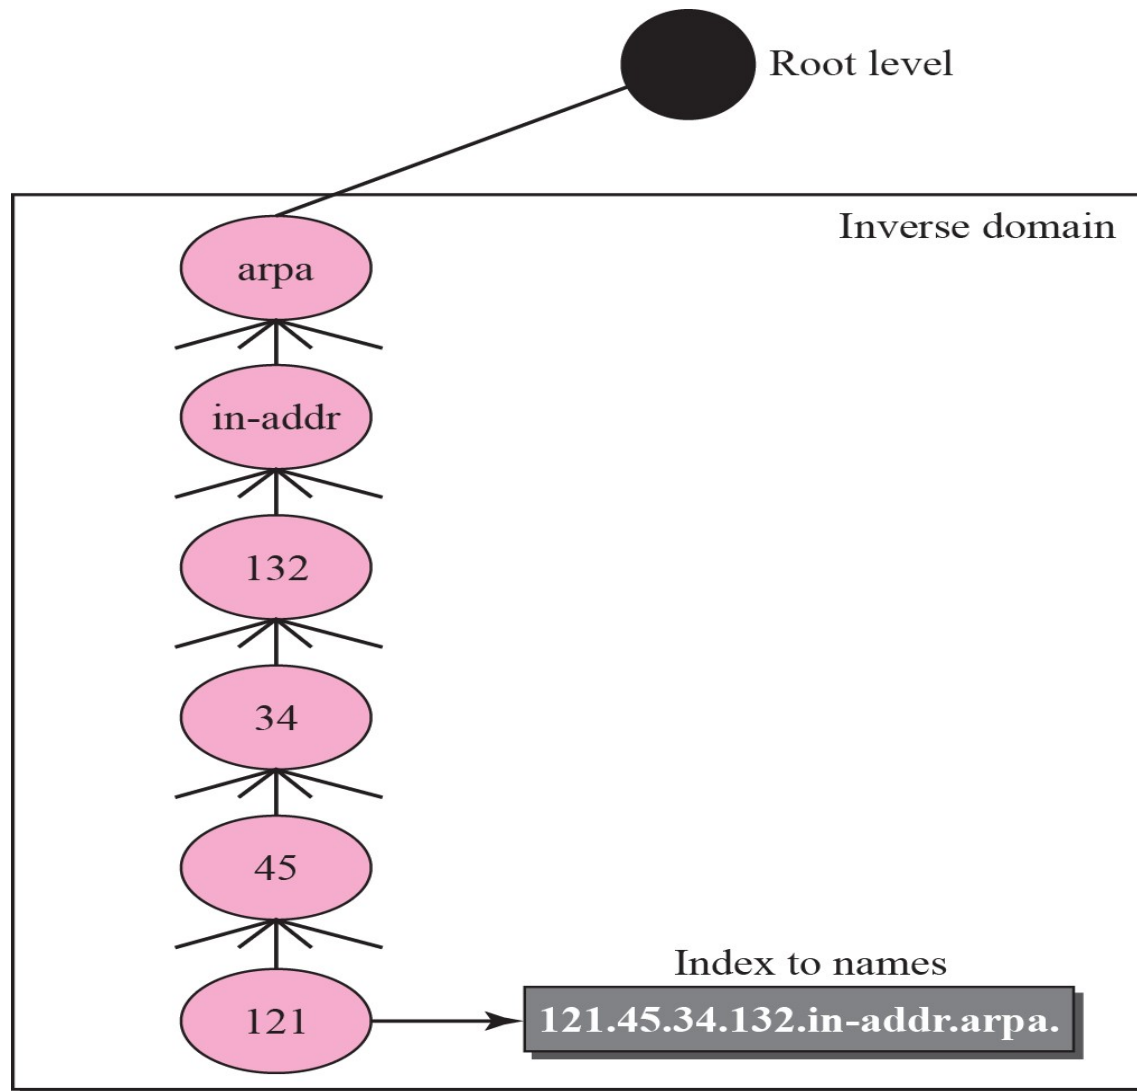 Root level
Inverse domain
arpa
in-addr
132
34
45
Index to names
121
121.45.34.132.in-addr.arpa.